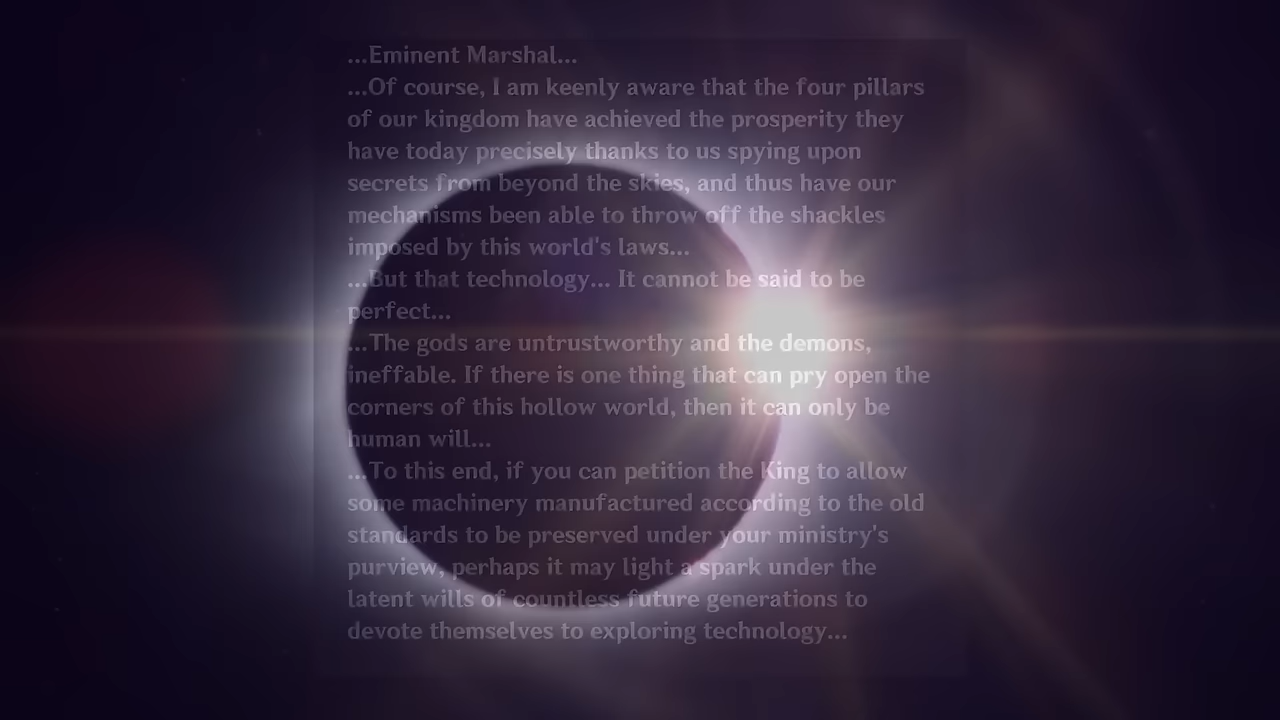 ...Eminent Marshal...
...Of course, I am keenly aware that the four pillars
of our kingdom have achieved the prosperity they
have today precisely thanks to us spying upon
secrets from beyond the skies, and thus have our
mechanisms been able to throw off the shackles
imposed by this world's laws...
...But that technology... It cannot be said to be
perfect...
...The gods are untrustworthy and the demons,
ineffable. If there is one thing that can pry open the
corners of this hollow world, then it can only be
human will...
...To this end, if you can petition the King to allow
some machinery manufactured according to the old
standards to be preserved under your ministry's
purview, perhaps it may light a spark under the
latent wills of countless future generations to
devote themselves to exploring technology...